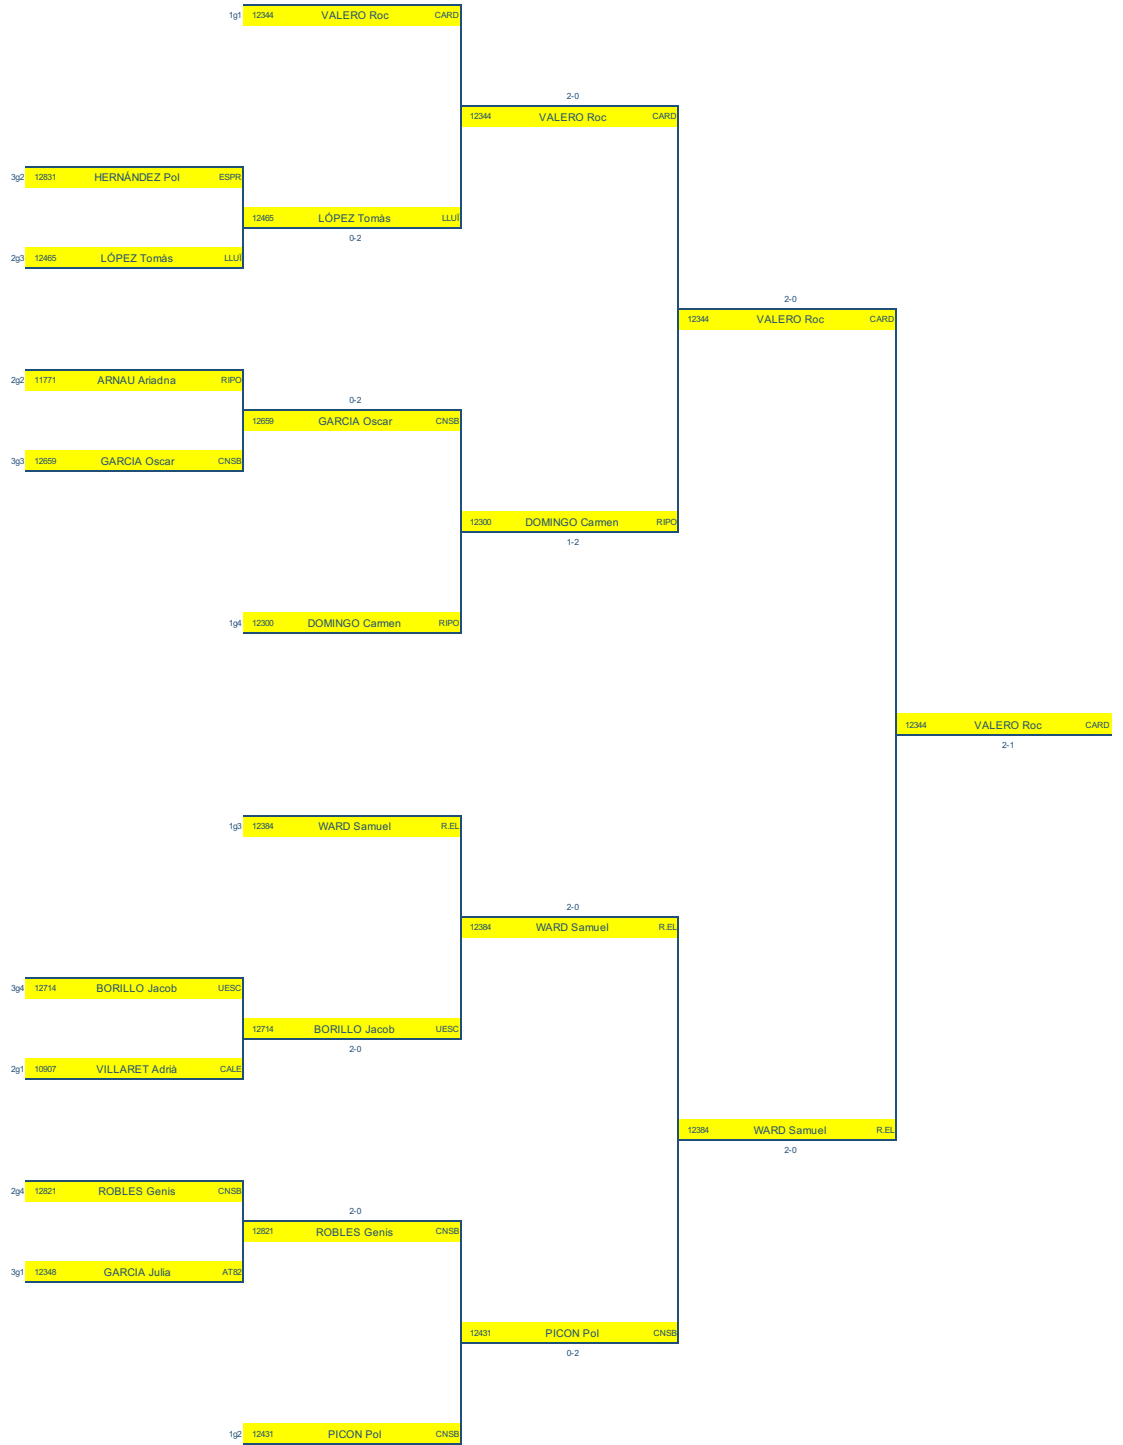 1g1 12344 VALERO Roc CARD
2-0
12344 VALERO Roc CARD
3g2 12831 HERNÁNDEZ Pol ESPR
12465 LÓPEZ Tomàs LLUÏ
0-2
2g3 12465 LÓPEZ Tomàs LLUÏ
2-0
12344 VALERO Roc CARD
2g2 11771 ARNAU Ariadna RIPO
0-2
12659 GARCIA Oscar CNSB
3g3 12659 GARCIA Oscar CNSB
12300 DOMINGO Carmen RIPO
1-2
1g4 12300 DOMINGO Carmen RIPO
12344 VALERO Roc CARD
2-1
1g3 12384 WARD Samuel R.EL
2-0
12384 WARD Samuel R.EL
3g4 12714 BORILLO Jacob UESC
12714 BORILLO Jacob UESC
2-0
2g1 10907 VILLARET Adrià CALE
12384 WARD Samuel R.EL
2-0
2g4 12821 ROBLES Genis CNSB
2-0
12821 ROBLES Genis CNSB
3g1 12348 GARCIA Julia AT82
12431 PICON Pol CNSB
0-2
1g2 12431 PICON Pol CNSB